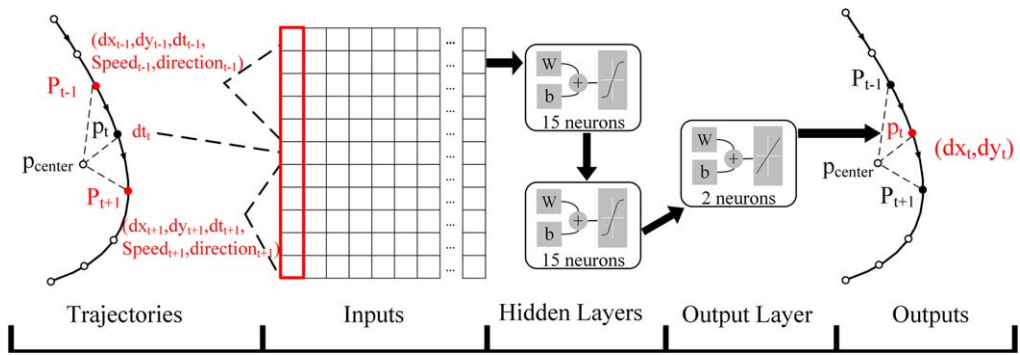 (dxt-1,dyt-1,dtt-1,
Speedt-1,directiont-1)
Pt-1
pt
dtt
pcenter
Pt+1
(dxt+1,dyt+1,dtt+1,
Speedt+1,directiont+1)
...
...
...
...
...
...
...
...
...
...
W
b
+
15 neurons
W
b
+
15 neurons
W
b
+
2 neurons
Pt-1
pt
(dxt,dyt)
pcenter
Pt+1
Trajectories
Inputs
Hidden Layers
Output Layer
Outputs